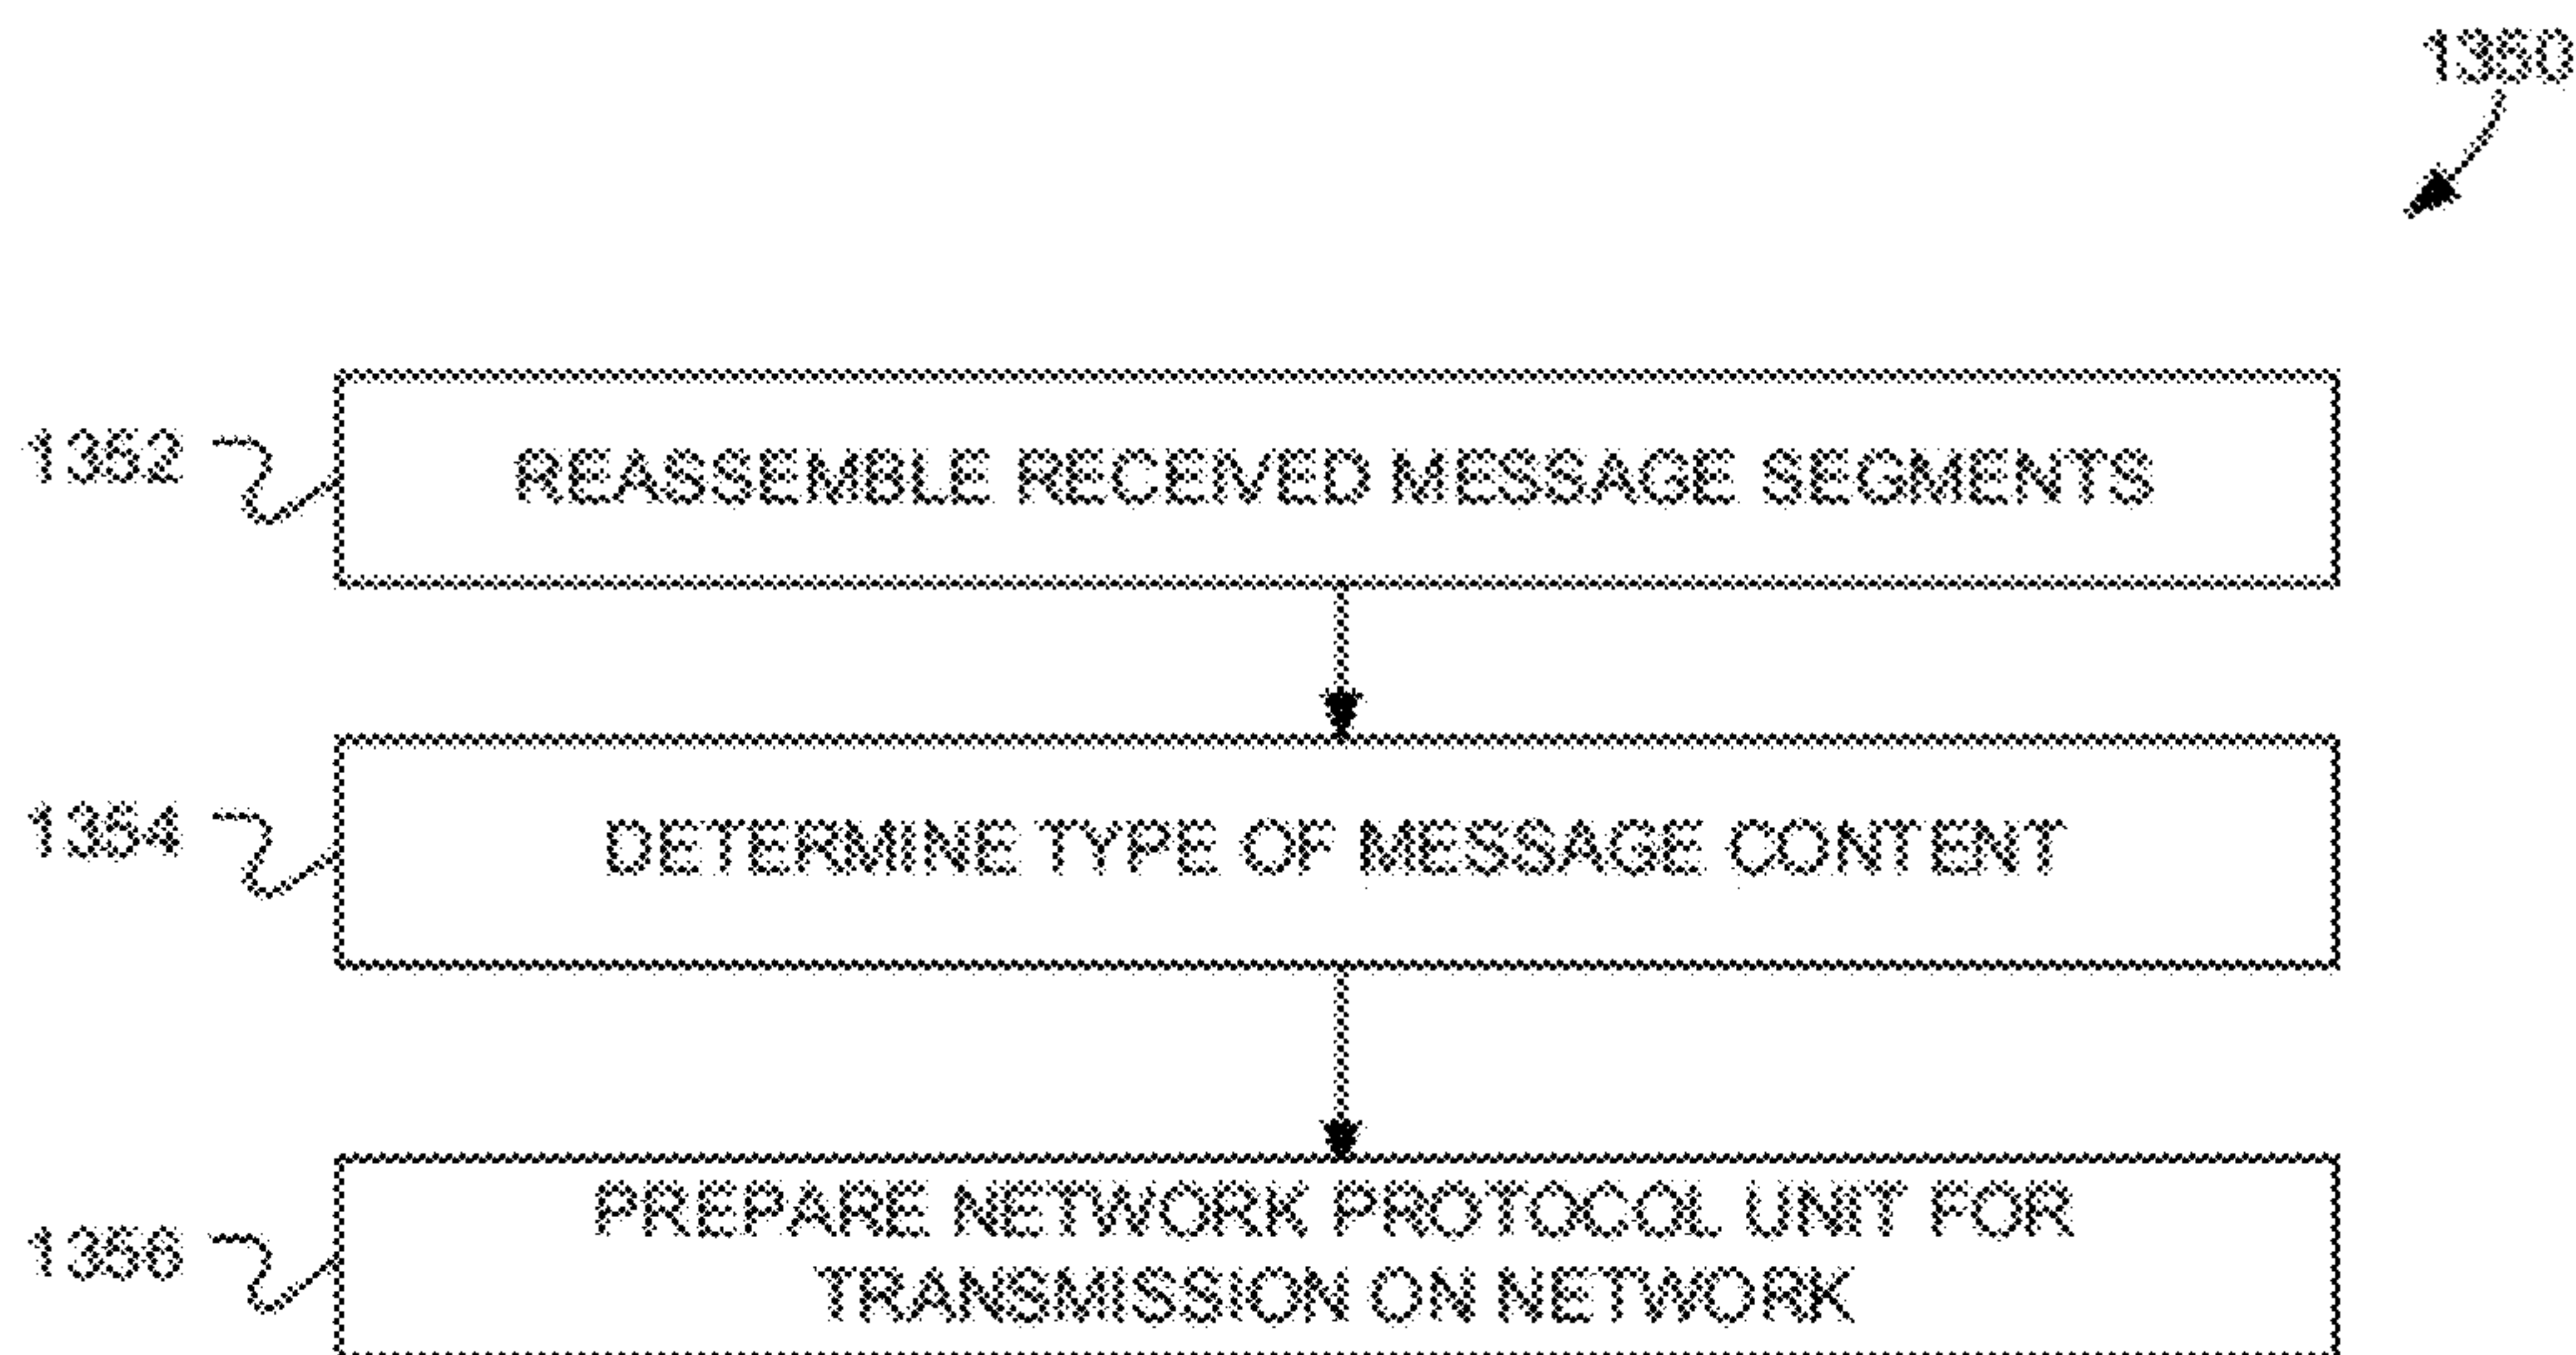 1350
1352
REASSEMBLE RECEIVED MESSAGE SEGMENTS
1354
DETERMINE TYPE OF MESSAGE CONTENT
1356
PREPARE NETWORK PROTOCOL UNIT FOR
TRANSMISSION ON NETWORK